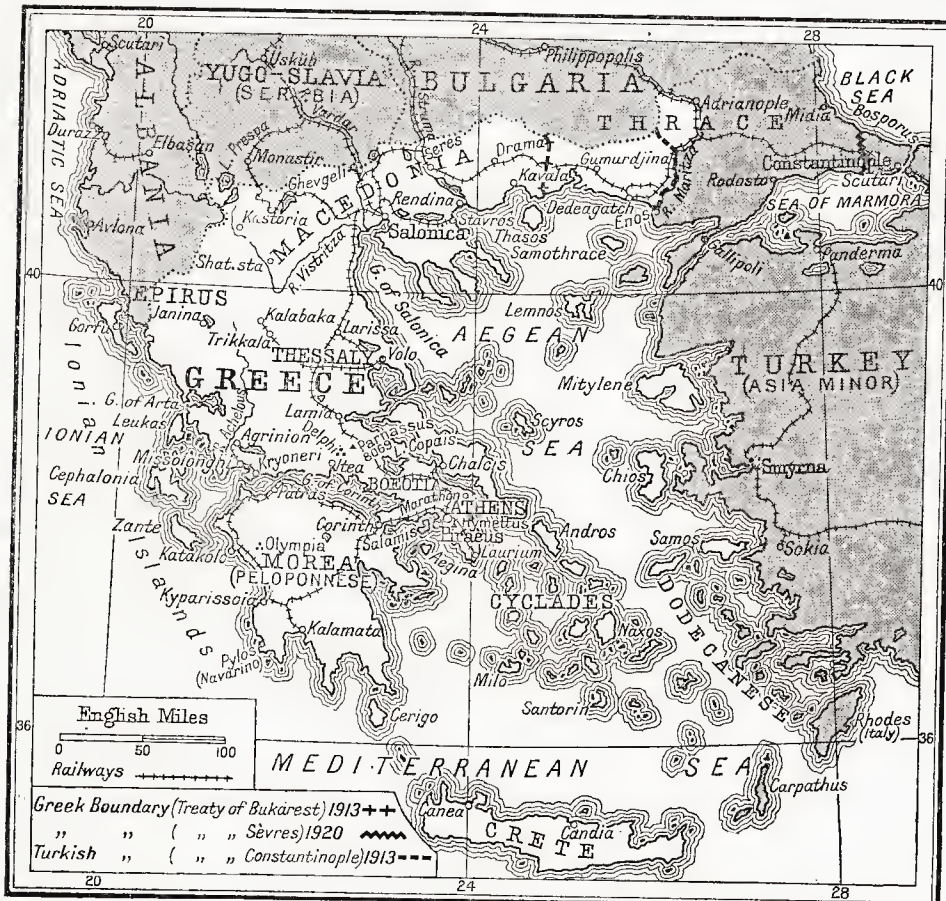 20
24
28
Scutari
Usküb
Philippopolis
BLACK
SEA
YUGO-SLAVIA
(SERBIA)
BULGARIA
ADRIATIC SEA
ALBANIA
R. Struma
Vardar
Adrianople
Midia
Bosporus
THRACE
Durazzo
Elbasan
L. Prespa
Monastir
Seres
Drama
Gumurdjina
Constantinople
Ghevgeli
Kavala
R. Maritza
Rodosto
Scutari
MACEDONIA
Rendina
Dedeagatch
SEA OF MARMORA
Avlona
Kastoria
Stavros
Enos
Salonica
Thasos
R. Vistritza
Samothrace
Gallipoli
Panderma
Shatista
40
40
EPIRUS
G. of Salonica
Lemnos
Corfu
Janina
Kalabaka
Larissa
AEGEAN
Trikkala
TURKEY
(ASIA MINOR)
THESSALY
Volo
GREECE
Mitylene
G. of Arta
R. Achelous
Lamia
Leukas
Scyros
IONIAN
SEA
Ionian Islands
Agrinion
Delphi
Parnassus
Copais
SEA
Missolonghi
Kryoneri
Itea
Chalcis
Chios
Smyrna
Cephalonia
BOEOTIA
G. of Corinth
Patras
Marathon
ATHENS
Zante
Corinth
Hymettus
Andros
Samos
Salamis
Piraeus
Sokia
Katakolo
Olympia
Laurium
MOREA
(PELOPONNESE)
Aegina
Kyparissoia
CYCLADES
DODECANESE
Kalamata
Naxos
Pylos
(Navarino)
Milo
Santorin
Cerigo
Rhodes
(Italy)
36
36
English Miles
0 50 100
Railways
MEDITERRANEAN SEA
Carpathus
Greek Boundary (Treaty of Bukarest) 1913
„ „ ( „ „ Sèvres) 1920
Turkish „ ( „ „ Constantinople) 1913
Canea
CRETE
Candia
20
24
28